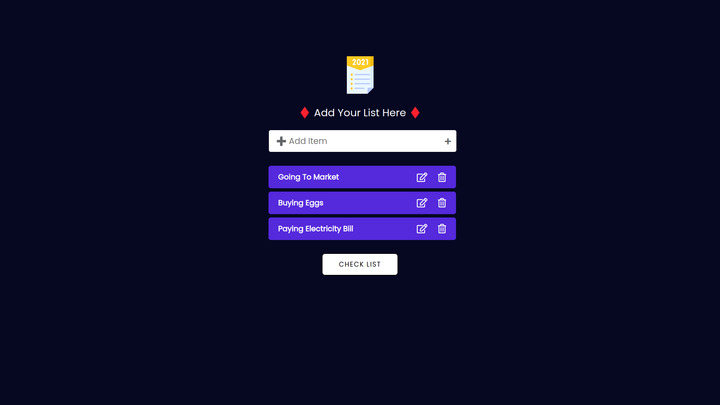 2021
♦️ Add Your List Here ♦️
➕ Add Item +
Going To Market
Buying Eggs
Paying Electricity Bill
CHECK LIST